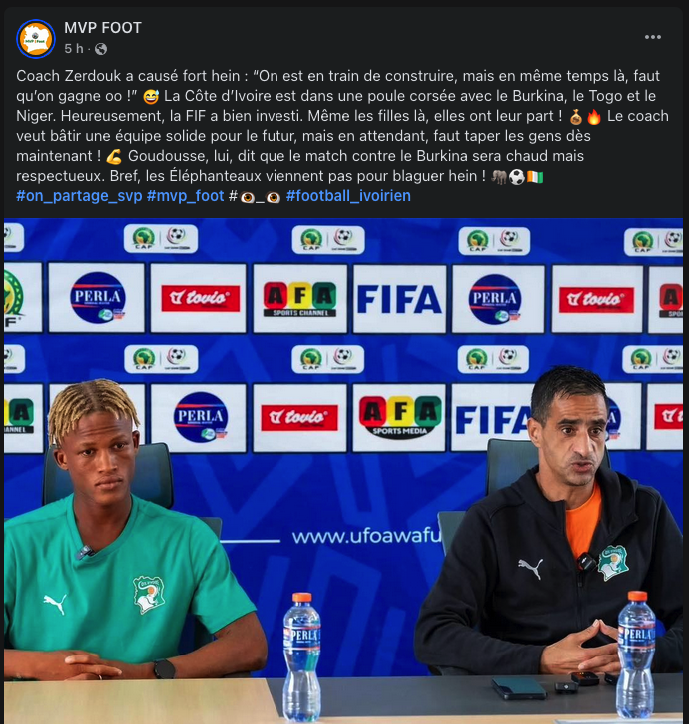 MVP FOOT
5 h
Coach Zerdouk a causé fort hein : “On est en train de construire, mais en même temps là, faut
qu’on gagne oo !” 😅 La Côte d’Ivoire est dans une poule corsée avec le Burkina, le Togo et le
Niger. Heureusement, la FIF a bien investi. Même les filles là, elles ont leur part ! 💰🔥 Le coach
veut bâtir une équipe solide pour le futur, mais en attendant, faut taper les gens dès
maintenant ! 💪 Goudousse, lui, dit que le match contre le Burkina sera chaud mais
respectueux. Bref, les Éléphanteaux viennent pas pour blaguer hein ! 🐘⚽🇨🇮
#on_partage_svp #mvp_foot #👁️_👁️ #football_ivoirien
CAF CAF CAF CAF
PERLA tovio AFA SPORTS CHANNEL FIFA PERLA tovio
CAF CAF CAF CAF
PERLA tovio AFA SPORTS MEDIA FIFA
www.ufoawafu
PERLA PERLA